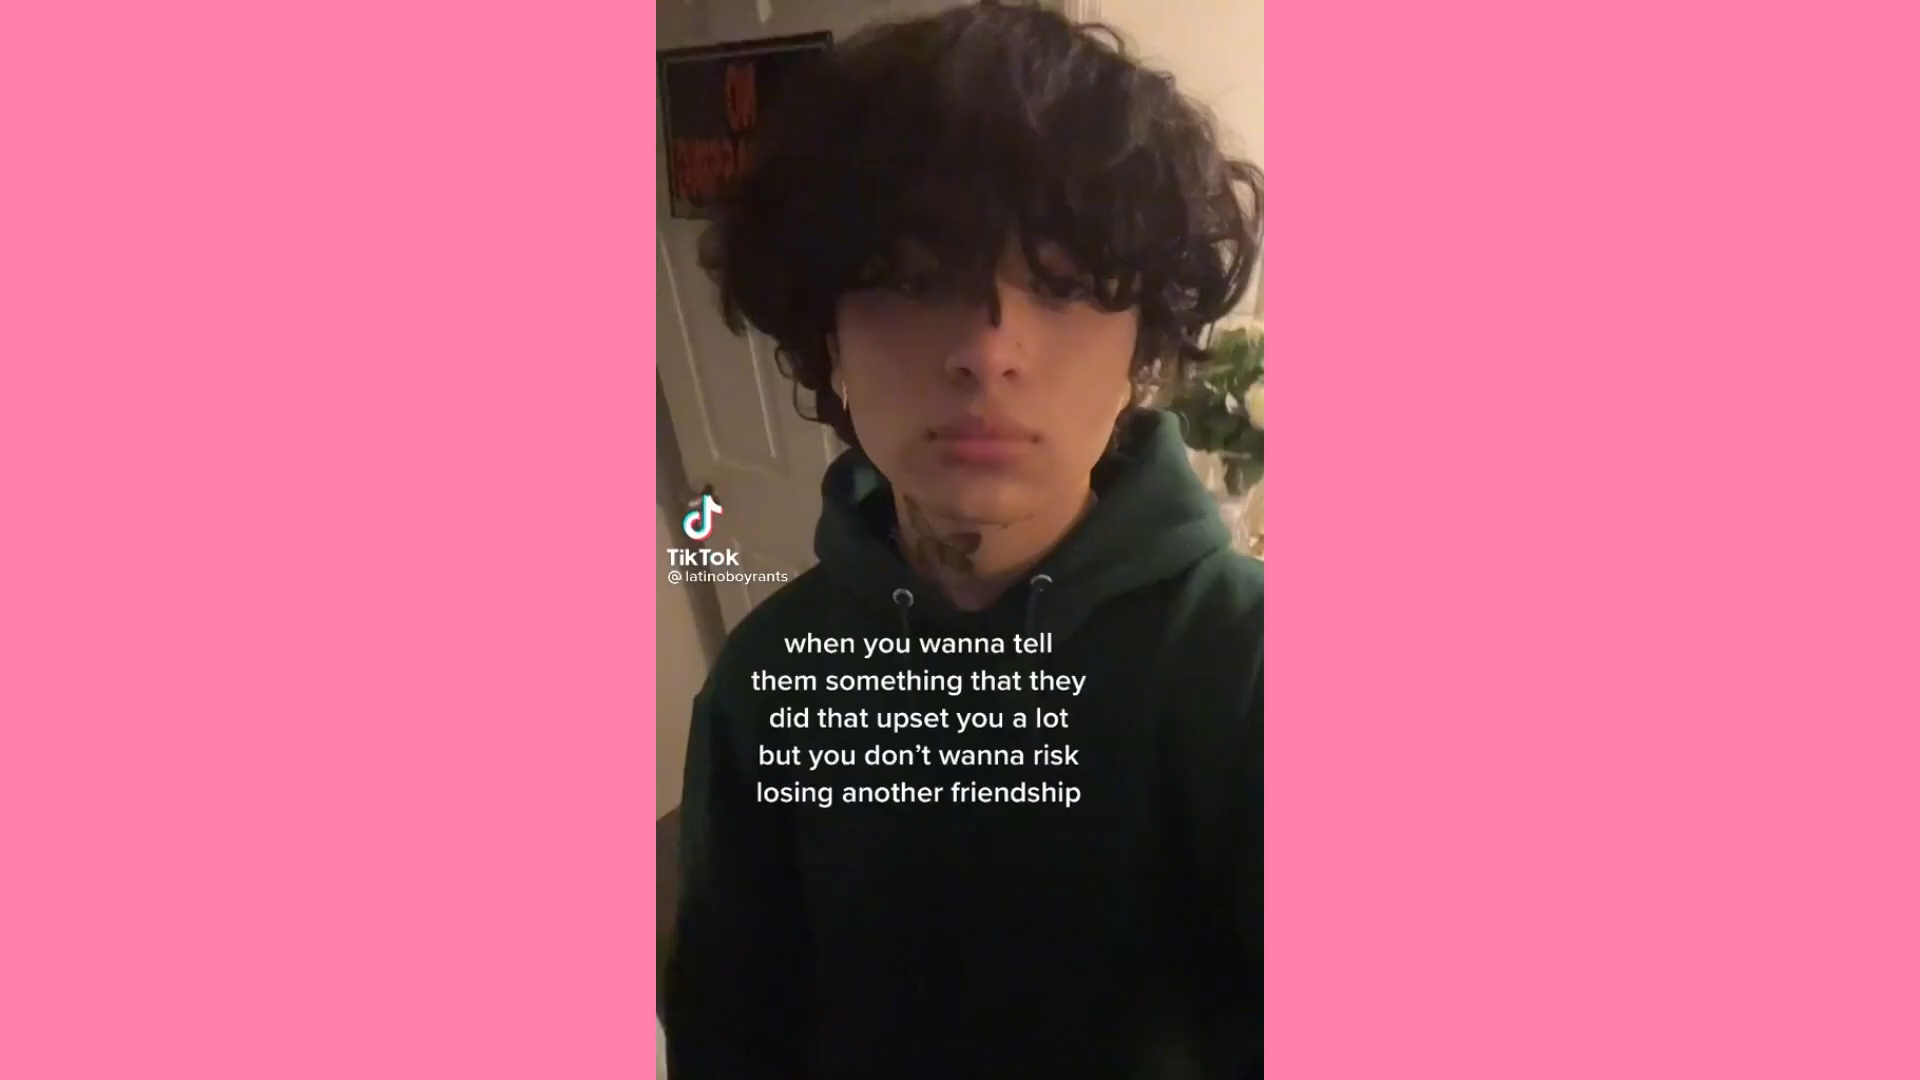 NO
TikTok
@latinoboyrants
when you wanna tell
them something that they
did that upset you a lot
but you don't wanna risk
losing another friendship